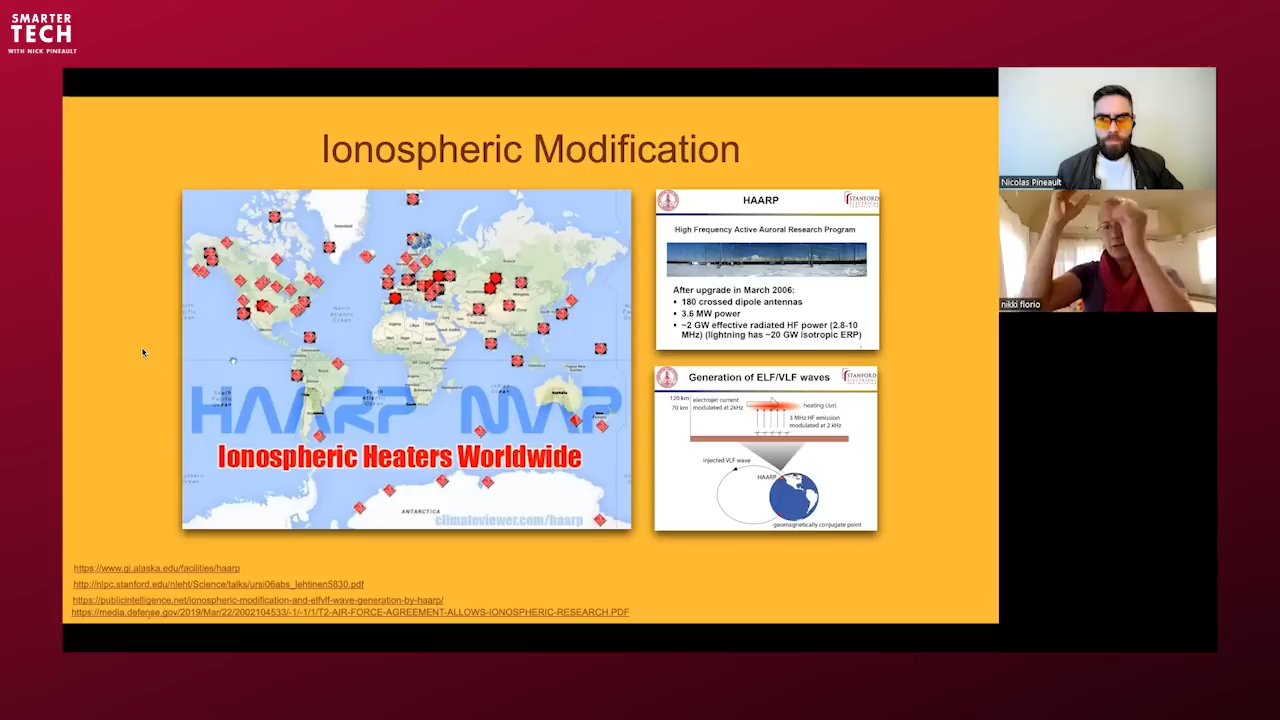 SMARTER
TECH
WITH NICK PINEAULT
Ionospheric Modification
HAARP MAP
Ionospheric Heaters Worldwide
ANTARCTICA
climateviewer.com/haarp
HAARP
STANFORD
High Frequency Active Auroral Research Program
After upgrade in March 2006:
• 180 crossed dipole antennas
• 3.6 MW power
• ~2 GW effective radiated HF power (2.8-10
MHz) (lightning has ~20 GW isotropic ERP)
Generation of ELF/VLF waves
STANFORD
120 km
70 km
electrojet current
modulated at 2kHz
heating (Δσ)
3 MHz HF emission
modulated at 2 kHz
injected VLF wave
HAARP
geomagnetically conjugate point
https://www.gi.alaska.edu/facilities/haarp
http://nlpc.stanford.edu/nleht/Science/talks/ursi06abs_lehtinen5830.pdf
https://publicintelligence.net/ionospheric-modification-and-elfvlf-wave-generation-by-haarp/
https://media.defense.gov/2019/Mar/22/2002104533/-1/-1/1/T2-AIR-FORCE-AGREEMENT-ALLOWS-IONOSPHERIC-RESEARCH.PDF
Nicolas Pineault
nikki florio